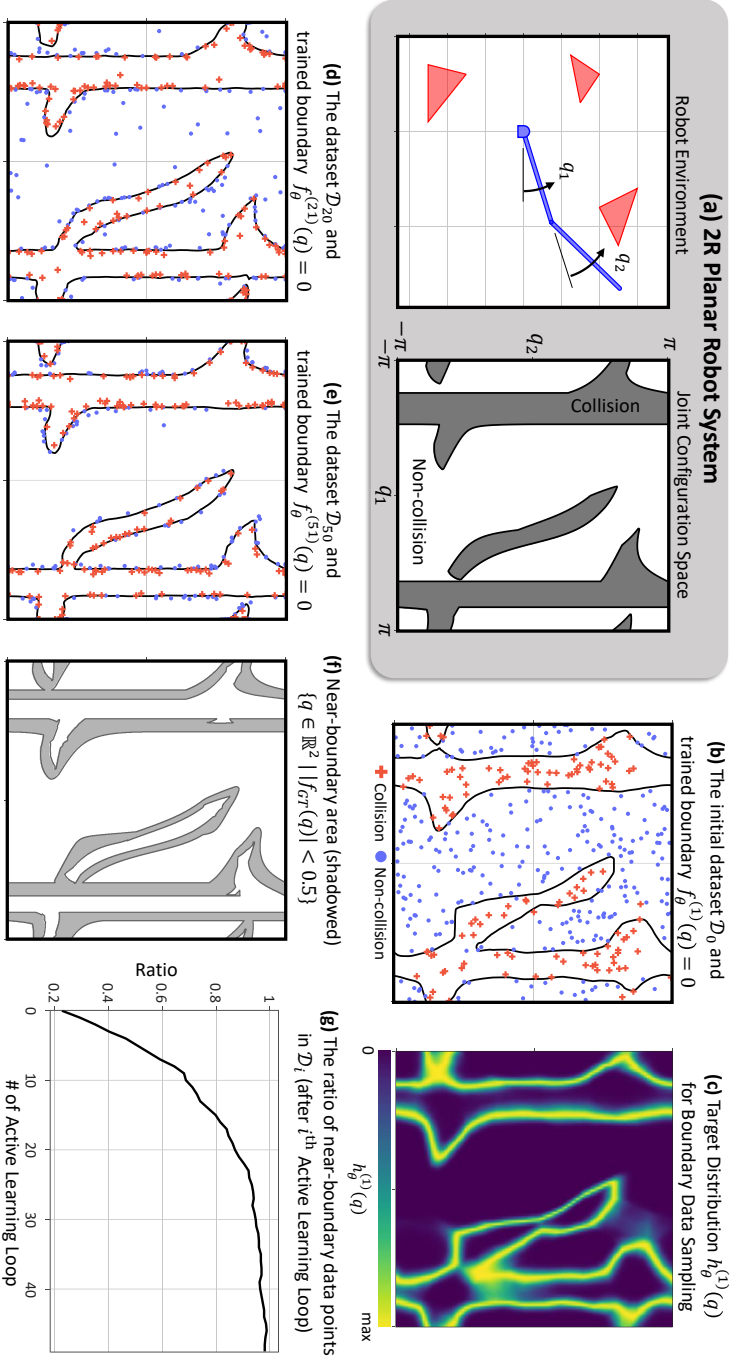 (a) 2R Planar Robot System
Robot Environment
Joint Configuration Space
q₁
q₂
π
q₂
−π
−π
q₁
π
Collision
Non-collision
(b) The initial dataset 𝒟₀ and
trained boundary f_θ^(1)(q) = 0
Collision
Non-collision
(c) Target Distribution h_θ^(1)(q)
for Boundary Data Sampling
0
h_θ^(1)(q)
max
(d) The dataset 𝒟₂₀ and
trained boundary f_θ^(21)(q) = 0
(e) The dataset 𝒟₅₀ and
trained boundary f_θ^(51)(q) = 0
(f) Near-boundary area (shadowed)
{q ∈ ℝ² | |f_GT(q)| < 0.5}
(g) The ratio of near-boundary data points
in 𝒟ᵢ (after iᵗʰ Active Learning Loop)
Ratio
1
0.8
0.6
0.4
0.2
0
10
20
30
40
# of Active Learning Loop